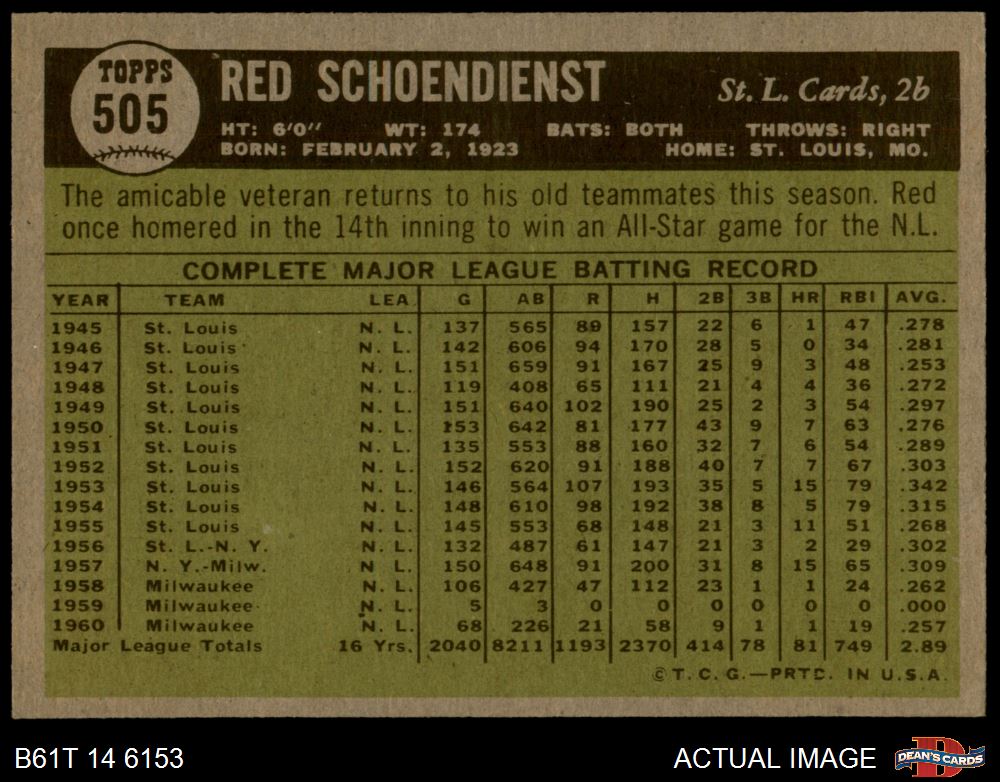 TOPPS
505
RED SCHOENDIENST St. L. Cards, 2b
HT: 6'0" WT: 174 BATS: BOTH THROWS: RIGHT
BORN: FEBRUARY 2, 1923 HOME: ST. LOUIS, MO.
The amicable veteran returns to his old teammates this season. Red
once homered in the 14th inning to win an All-Star game for the N.L.
COMPLETE MAJOR LEAGUE BATTING RECORD
YEAR TEAM LEA G AB R H 2B 3B HR RBI AVG.
1945 St. Louis N. L. 137 565 89 157 22 6 1 47 .278
1946 St. Louis N. L. 142 606 94 170 28 5 0 34 .281
1947 St. Louis N. L. 151 659 91 167 25 9 3 48 .253
1948 St. Louis N. L. 119 408 65 111 21 4 4 36 .272
1949 St. Louis N. L. 151 640 102 190 25 2 3 54 .297
1950 St. Louis N. L. 153 642 81 177 43 9 7 63 .276
1951 St. Louis N. L. 135 553 88 160 32 7 6 54 .289
1952 St. Louis N. L. 152 620 91 188 40 7 7 67 .303
1953 St. Louis N. L. 146 564 107 193 35 5 15 79 .342
1954 St. Louis N. L. 148 610 98 192 38 8 5 79 .315
1955 St. Louis N. L. 145 553 68 148 21 3 11 51 .268
1956 St. L.-N. Y. N. L. 132 487 61 147 21 3 2 29 .302
1957 N. Y.-Milw. N. L. 150 648 91 200 31 8 15 65 .309
1958 Milwaukee N. L. 106 427 47 112 23 1 1 24 .262
1959 Milwaukee N. L. 5 3 0 0 0 0 0 0 .000
1960 Milwaukee N. L. 68 226 21 58 9 1 1 19 .257
Major League Totals 16 Yrs. 2040 8211 1193 2370 414 78 81 749 2.89
© T. C. G.—PRTD. IN U.S.A.
B61T 14 6153 ACTUAL IMAGE DEAN'S CARDS